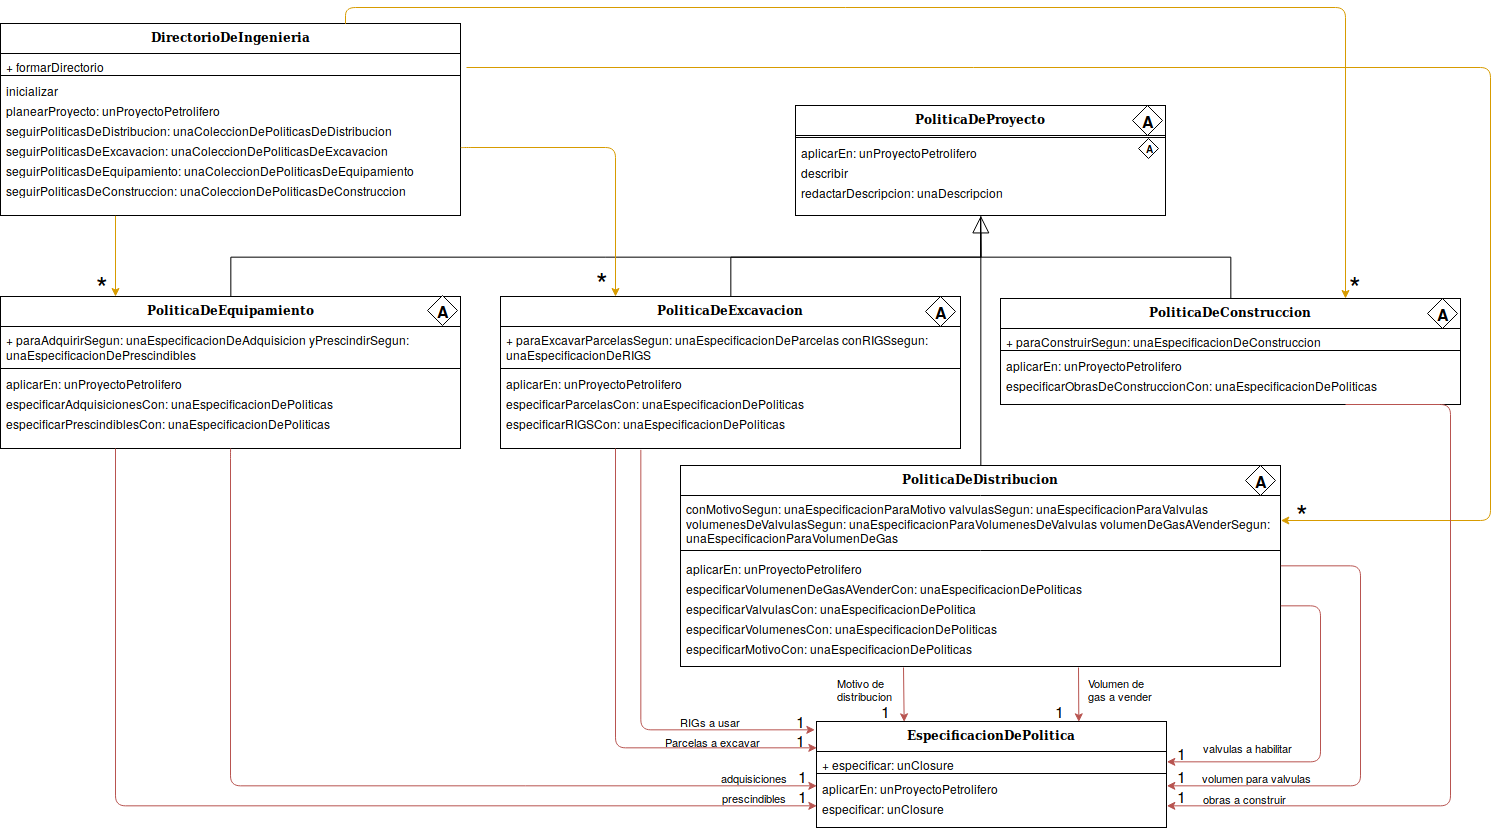 DirectorioDeIngenieria
+ formarDirectorio
inicializar
planearProyecto: unProyectoPetrolifero
seguirPoliticasDeDistribucion: unaColeccionDePoliticasDeDistribucion
seguirPoliticasDeExcavacion: unaColeccionDePoliticasDeExcavacion
seguirPoliticasDeEquipamiento: unaColeccionDePoliticasDeEquipamiento
seguirPoliticasDeConstruccion: unaColeccionDePoliticasDeConstruccion
PoliticaDeProyecto
A
A
aplicarEn: unProyectoPetrolifero
describir
redactarDescripcion: unaDescripcion
*
*
*
PoliticaDeEquipamiento
A
+ paraAdquirirSegun: unaEspecificacionDeAdquisicion yPrescindirSegun:
unaEspecificacionDePrescindibles
aplicarEn: unProyectoPetrolifero
especificarAdquisicionesCon: unaEspecificacionDePoliticas
especificarPrescindiblesCon: unaEspecificacionDePoliticas
PoliticaDeExcavacion
A
+ paraExcavarParcelasSegun: unaEspecificacionDeParcelas conRIGSsegun:
unaEspecificacionDeRIGS
aplicarEn: unProyectoPetrolifero
especificarParcelasCon: unaEspecificacionDePoliticas
especificarRIGSCon: unaEspecificacionDePoliticas
PoliticaDeConstruccion
A
+ paraConstruirSegun: unaEspecificacionDeConstruccion
aplicarEn: unProyectoPetrolifero
especificarObrasDeConstruccionCon: unaEspecificacionDePoliticas
PoliticaDeDistribucion
A
conMotivoSegun: unaEspecificacionParaMotivo valvulasSegun: unaEspecificacionParaValvulas
volumenesDeValvulasSegun: unaEspecificacionParaVolumenesDeValvulas volumenDeGasAVenderSegun:
unaEspecificacionParaVolumenDeGas
*
aplicarEn: unProyectoPetrolifero
especificarVolumenenDeGasAVenderCon: unaEspecificacionDePoliticas
especificarValvulasCon: unaEspecificacionDePolitica
especificarVolumenesCon: unaEspecificacionDePoliticas
especificarMotivoCon: unaEspecificacionDePoliticas
Motivo de
distribucion
1
Volumen de
gas a vender
1
RIGs a usar 1
Parcelas a excavar 1
adquisiciones 1
prescindibles 1
EspecificacionDePolitica
+ especificar: unClosure
aplicarEn: unProyectoPetrolifero
especificar: unClosure
1 valvulas a habilitar
1 volumen para valvulas
1 obras a construir